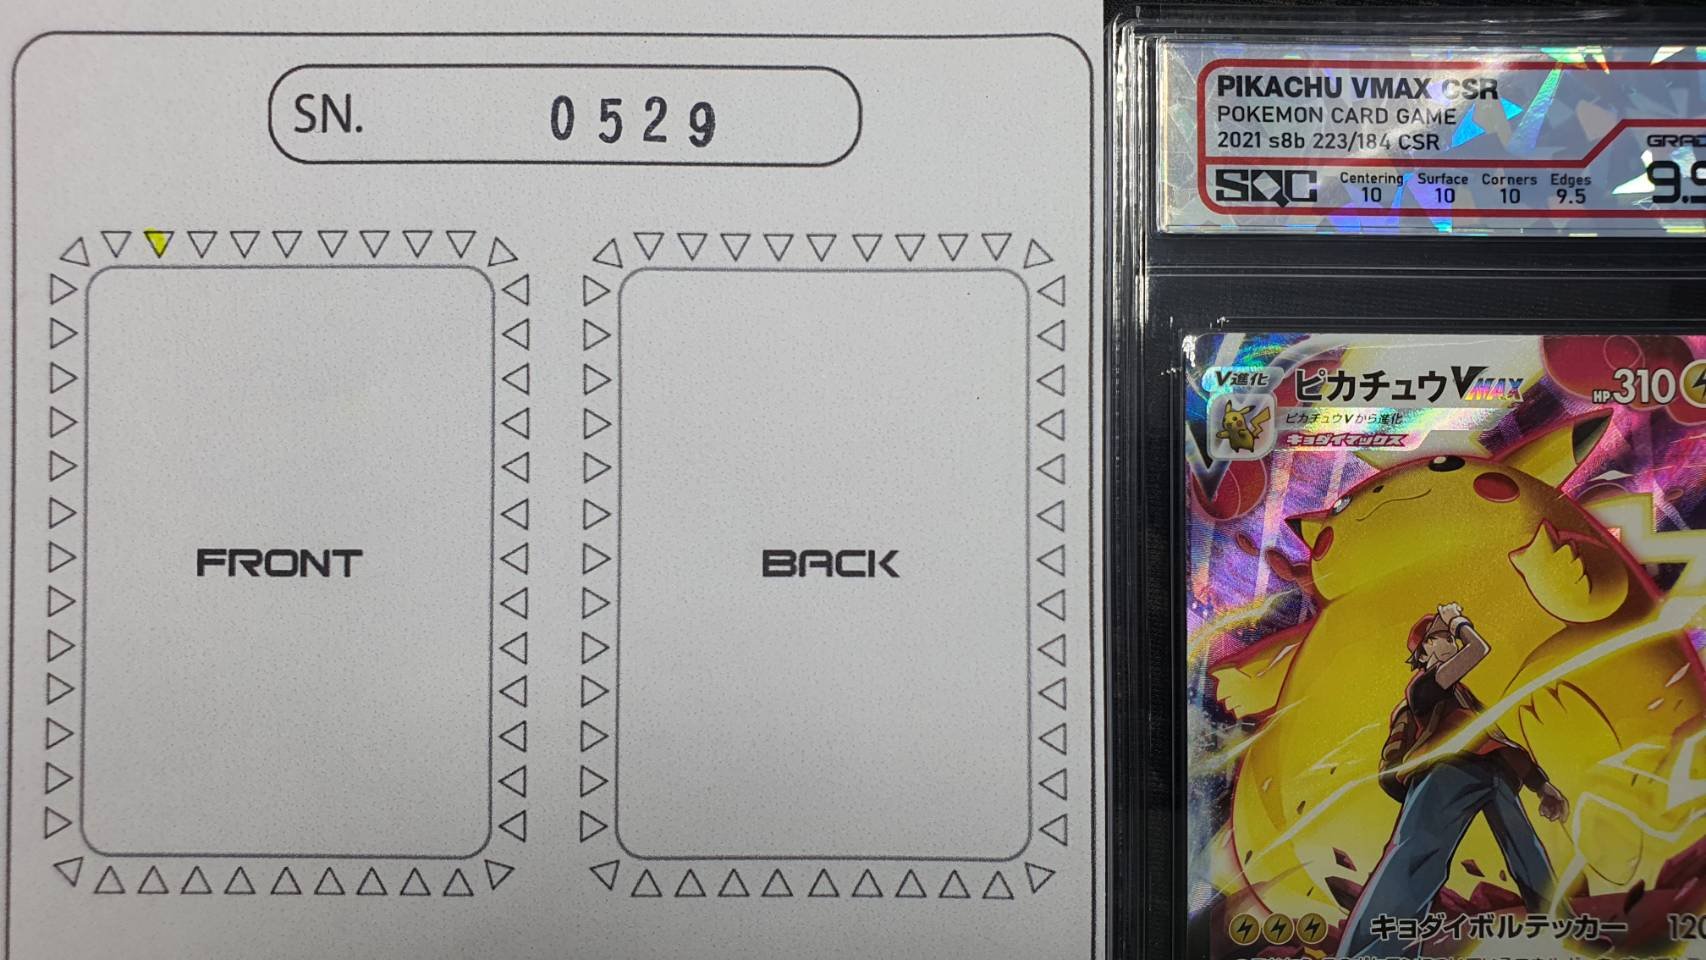 SN. 0529
FRONT
BACK
PIKACHU VMAX CSR
POKEMON CARD GAME
2021 s8b 223/184 CSR
SQC
Centering Surface Corners Edges
10 10 10 9.5
V進化
ピカチュウVMAX
HP310
ピカチュウVから進化
キョダイマックス
キョダイボルテッカー